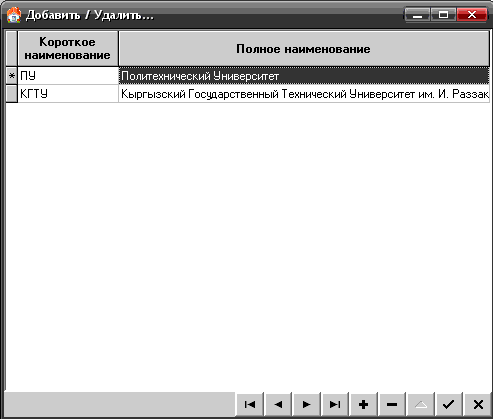 Добавить / Удалить...
Короткое наименование Полное наименование
* ПУ Политехнический Университет
КГТУ Кыргызский Государственный Технический Университет им. И. Раззак